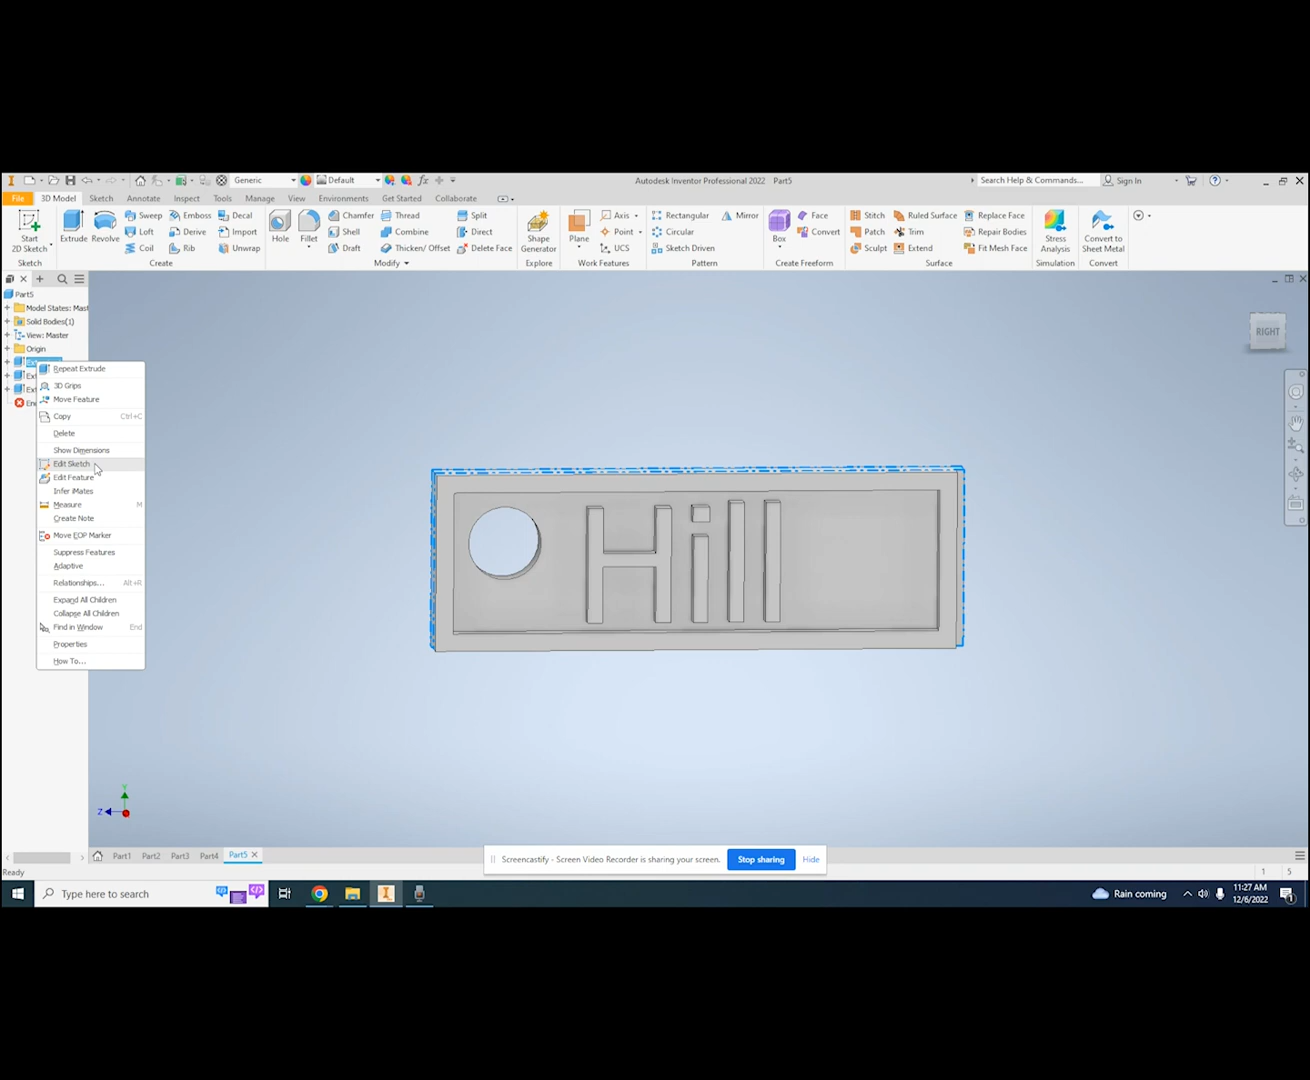 Generic Default Autodesk Inventor Professional 2022 Part5 Search Help & Commands... Sign In
File 3D Model Sketch Annotate Inspect Tools Manage View Environments Get Started Collaborate
Start 2D Sketch Extrude Revolve Sweep Emboss Decal Hole Fillet Chamfer Thread Split Shape Generator Plane Axis Rectangular Mirror Box Face Stitch Ruled Surface Replace Face Stress Analysis Convert to Sheet Metal
Loft Derive Import Shell Combine Direct Point Circular Convert Patch Trim Repair Bodies
Coil Rib Unwrap Draft Thicken/ Offset Delete Face UCS Sketch Driven Sculpt Extend Fit Mesh Face
Sketch Create Modify Explore Work Features Pattern Create Freeform Surface Simulation Convert
Part5
Model States: Mast
Solid Bodies(1)
View: Master
Origin
Repeat Extrude
3D Grips
Move Feature
Copy Ctrl+C
Delete
Show Dimensions
Edit Sketch
Edit Feature
Infer iMates
Measure M
Create Note
Move EOP Marker
Suppress Features
Adaptive
Relationships... Alt+R
Expand All Children
Collapse All Children
Find in Window End
Properties
How To...
RIGHT
Hill
Y
Z
Part1 Part2 Part3 Part4 Part5
Screencastify - Screen Video Recorder is sharing your screen. Stop sharing Hide
Ready 1 5
Type here to search Rain coming 11:27 AM
12/6/2022
1